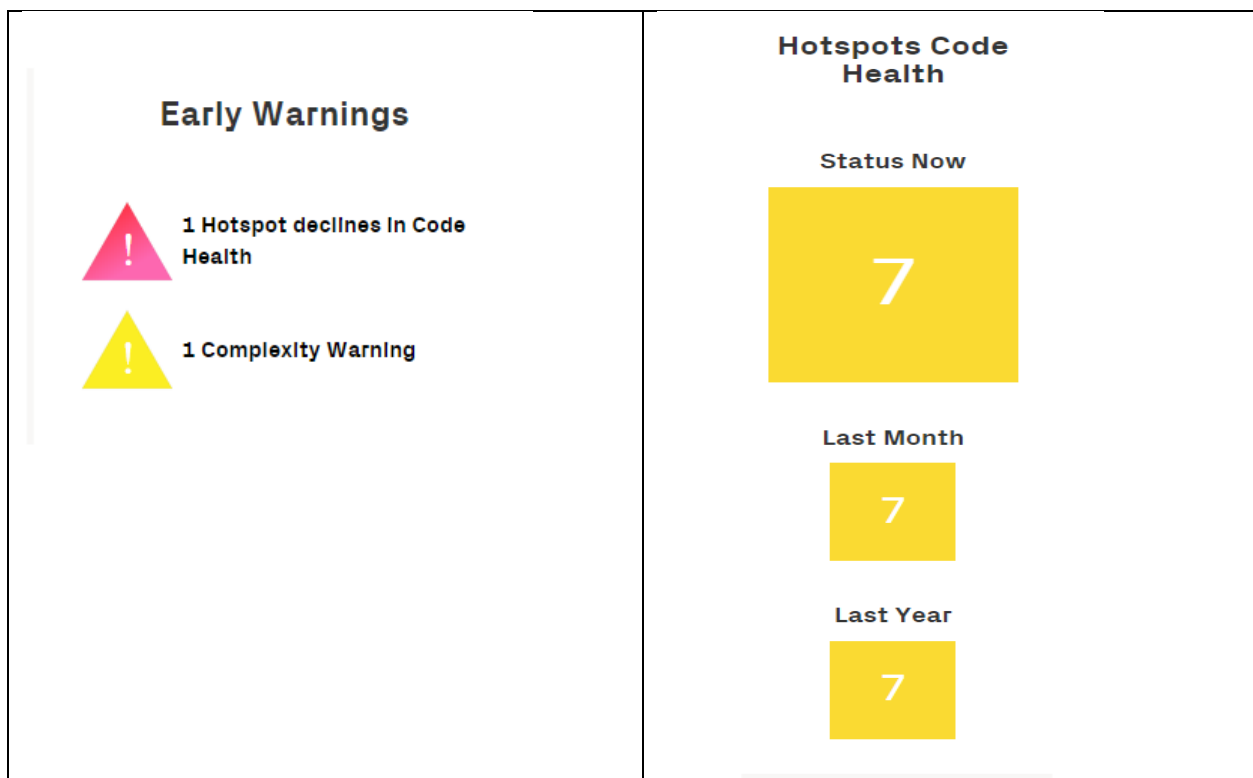 Early Warnings
!
1 Hotspot declines in Code
Health
!
1 Complexity Warning
Hotspots Code
Health
Status Now
7
Last Month
7
Last Year
7